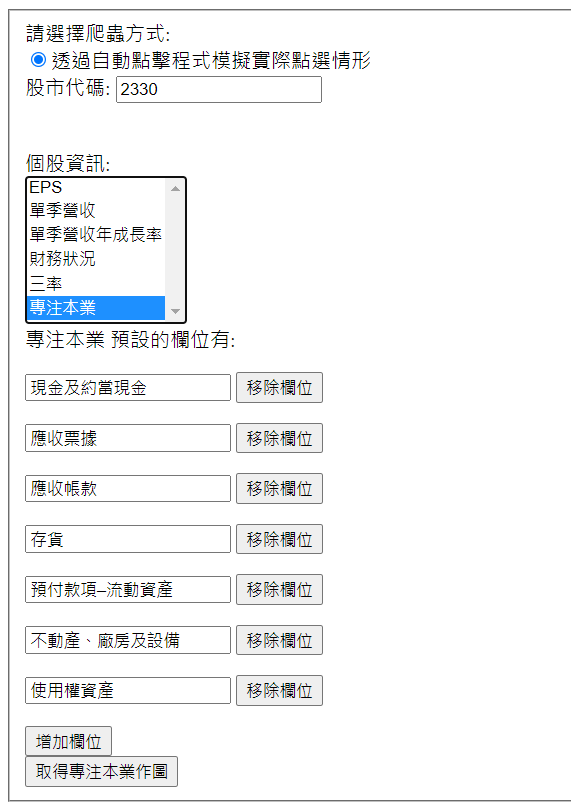 請選擇爬蟲方式:
透過自動點擊程式模擬實際點選情形
股市代碼: 2330
個股資訊:
EPS
單季營收
單季營收年成長率
財務狀況
三率
專注本業
專注本業 預設的欄位有:
現金及約當現金 移除欄位
應收票據 移除欄位
應收帳款 移除欄位
存貨 移除欄位
預付款項–流動資產 移除欄位
不動產、廠房及設備 移除欄位
使用權資產 移除欄位
增加欄位
取得專注本業作圖